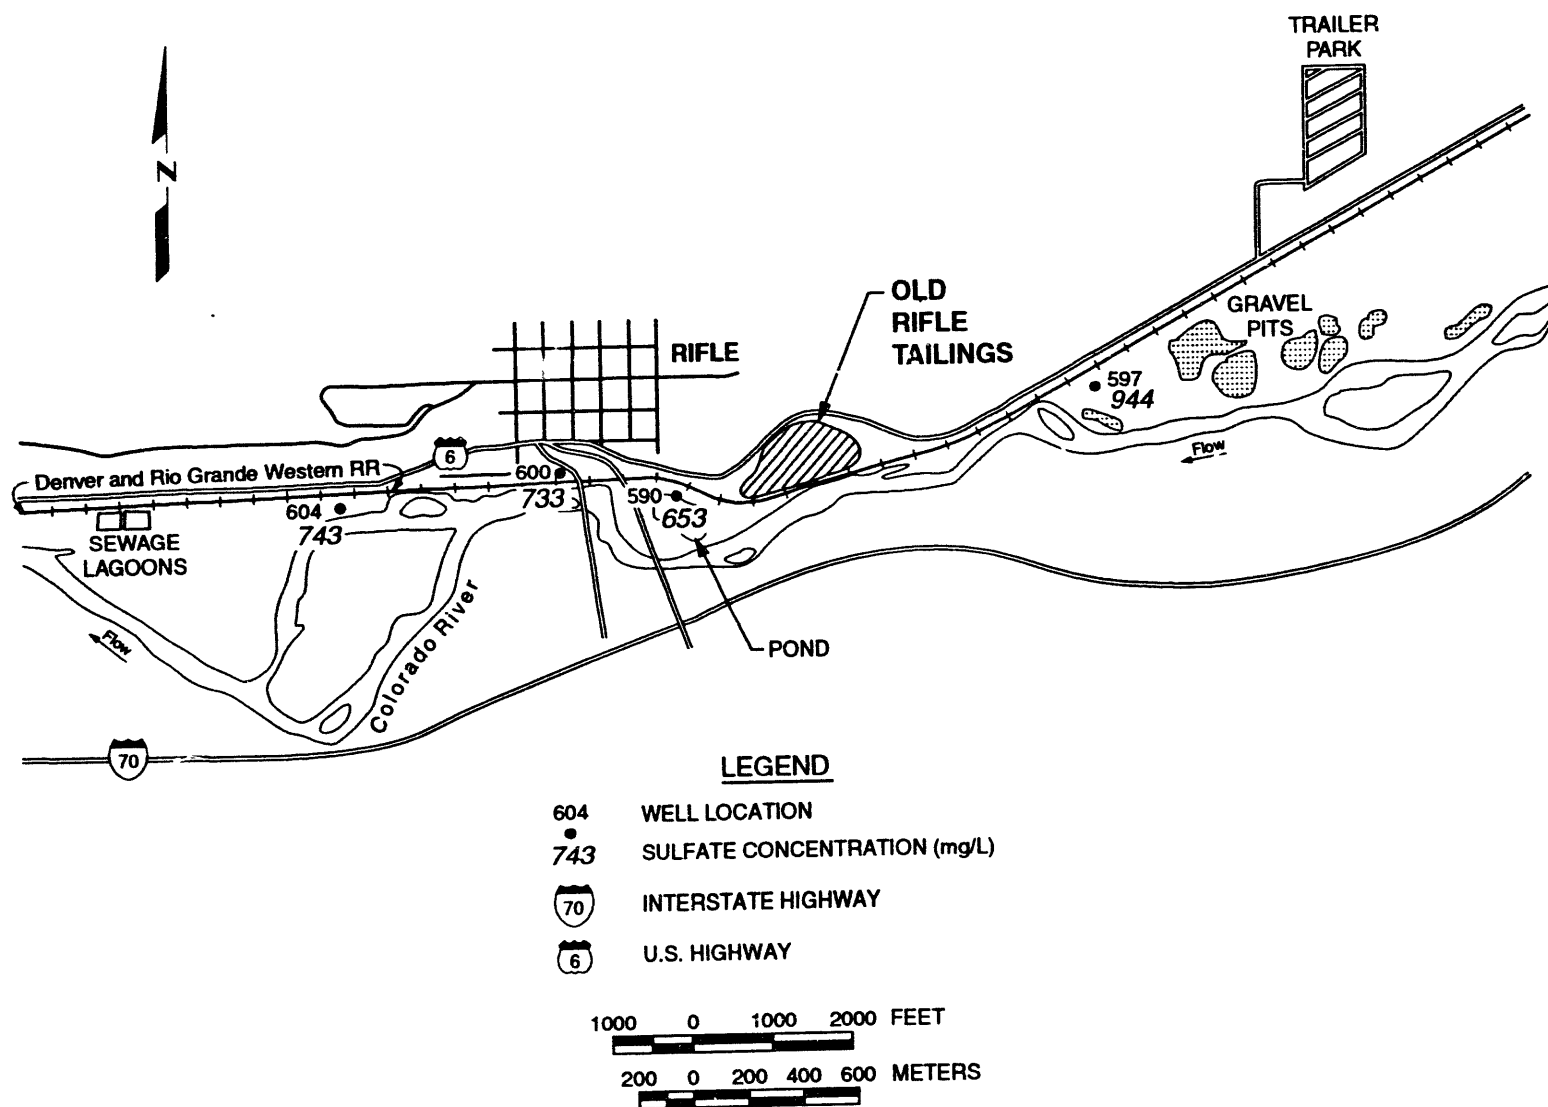 TRAILER
PARK
N
OLD
RIFLE
TAILINGS
GRAVEL
PITS
RIFLE
597
944
6
Denver and Rio Grande Western RR
600
733
590
653
604
743
SEWAGE
LAGOONS
Flow
Flow
Colorado River
POND
70
LEGEND
604 WELL LOCATION
743 SULFATE CONCENTRATION (mg/L)
70 INTERSTATE HIGHWAY
6 U.S. HIGHWAY
1000 0 1000 2000 FEET
200 0 200 400 600 METERS